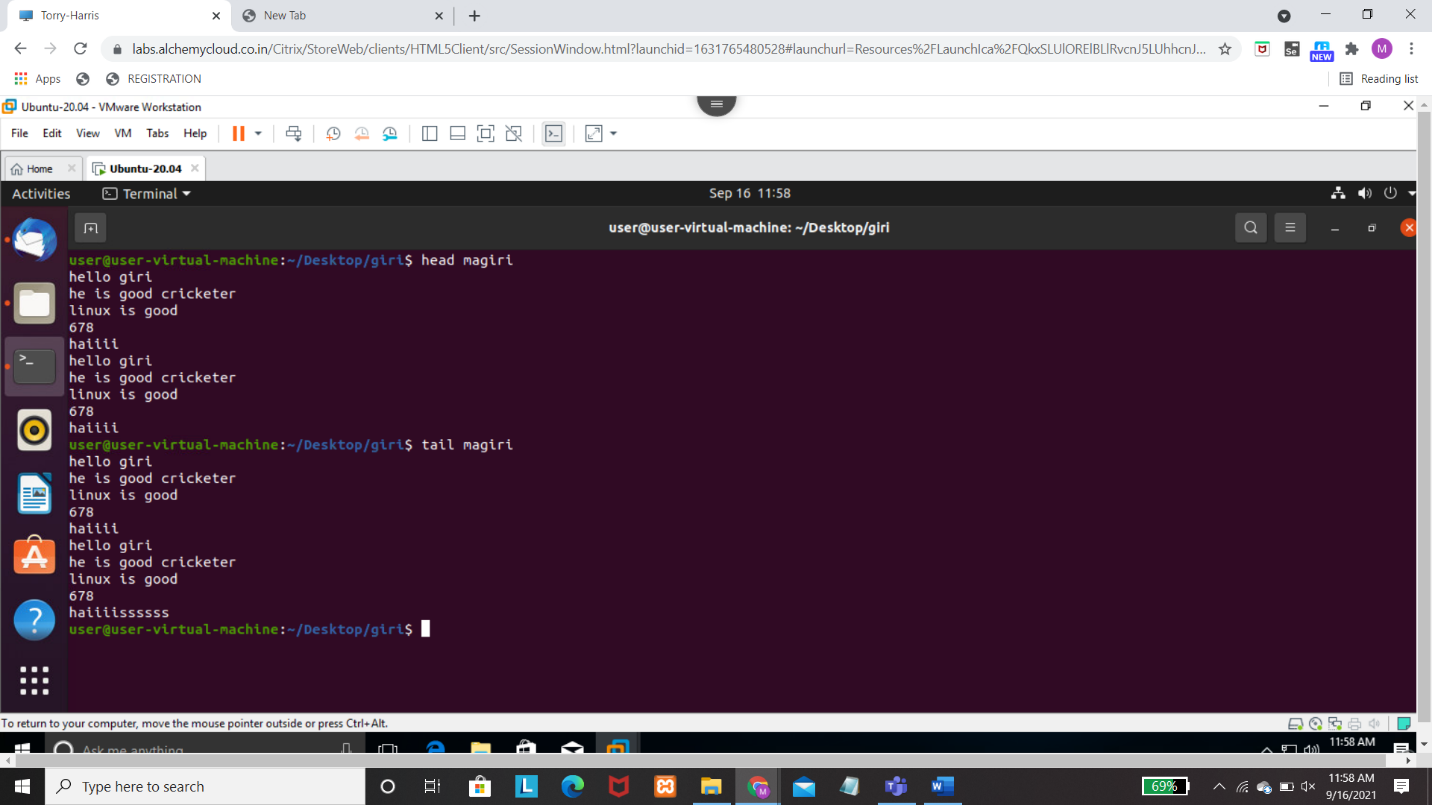 Torry-Harris
New Tab
labs.alchemycloud.co.in/Citrix/StoreWeb/clients/HTML5Client/src/SessionWindow.html?launchid=1631765480528#launchurl=Resources%2FLaunchIca%2F
Se
NEW
M
Apps
REGISTRATION
Reading list
Ubuntu-20.04 - VMware Workstation
File Edit View VM Tabs Help
Home
Ubuntu-20.04
Activities
Terminal
Sep 16 11:58
user@user-virtual-machine: ~/Desktop/giri
user@user-virtual-machine:~/Desktop/giri$ head magiri
hello giri
he is good cricketer
linux is good
678
haiiii
hello giri
he is good cricketer
linux is good
678
haiiii
user@user-virtual-machine:~/Desktop/giri$ tail magiri
hello giri
he is good cricketer
linux is good
678
haiiii
hello giri
he is good cricketer
linux is good
678
haiiiissssss
user@user-virtual-machine:~/Desktop/giri$
To return to your computer, move the mouse pointer outside or press Ctrl+Alt.
Ask me anything
11:58 AM
Type here to search
L
M
W
69%
11:58 AM
9/16/2021